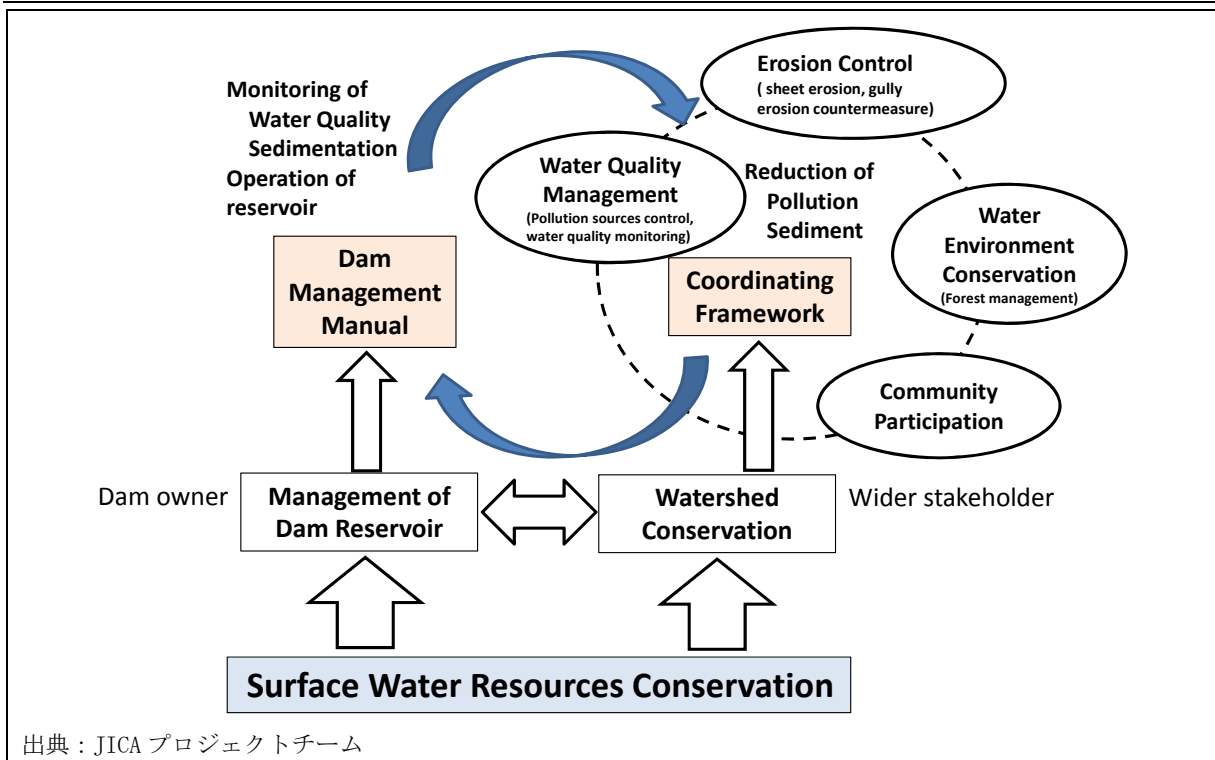 Erosion Control
( sheet erosion, gully
erosion countermeasure)
Monitoring of
Water Quality
Sedimentation
Operation of
reservoir
Water Quality
Management
(Pollution sources control,
water quality monitoring)
Reduction of
Pollution
Sediment
Water
Environment
Conservation
(Forest management)
Dam
Management
Manual
Coordinating
Framework
Community
Participation
Dam owner
Management of
Dam Reservoir
Watershed
Conservation
Wider stakeholder
Surface Water Resources Conservation
出典：JICA プロジェクトチーム